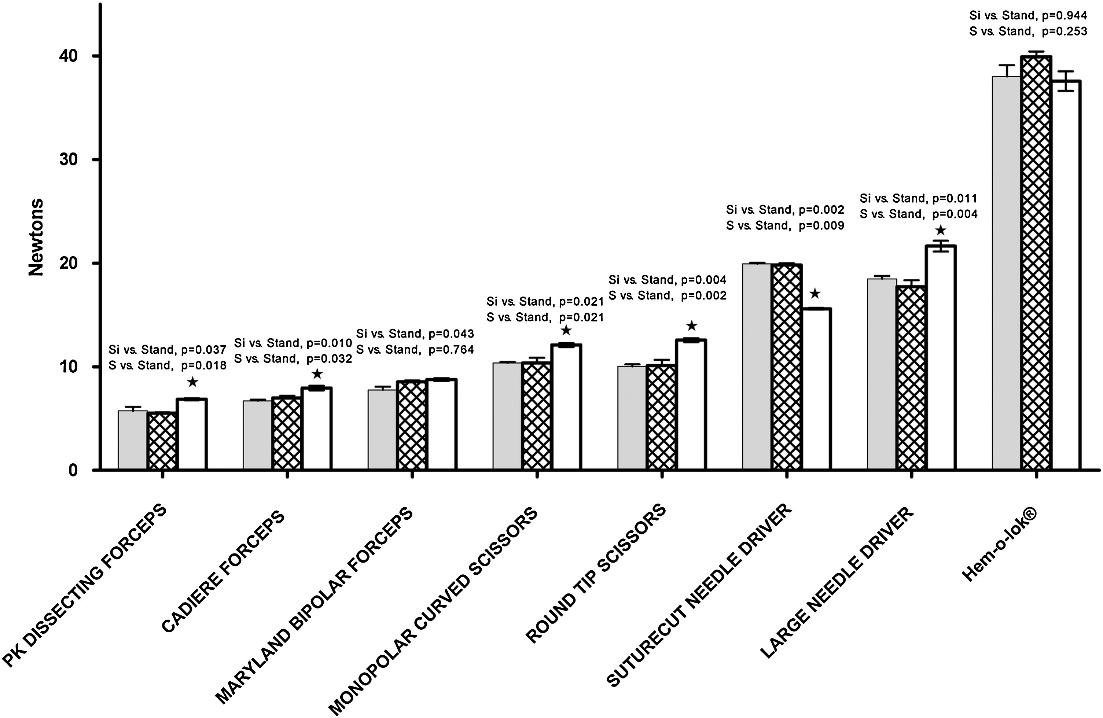 Si vs. Stand, p=0.944
S vs. Stand, p=0.253
40
30
Newtons
Si vs. Stand, p=0.002
S vs. Stand, p=0.009
Si vs. Stand, p=0.011
S vs. Stand, p=0.004
★
20
Si vs. Stand, p=0.004
S vs. Stand, p=0.002
★
Si vs. Stand, p=0.021
S vs. Stand, p=0.021
★
★
Si vs. Stand, p=0.037
S vs. Stand, p=0.018
★
Si vs. Stand, p=0.010
S vs. Stand, p=0.032
★
Si vs. Stand, p=0.043
S vs. Stand, p=0.764
10
0
PK DISSECTING FORCEPS
CADIERE FORCEPS
MARYLAND BIPOLAR FORCEPS
MONOPOLAR CURVED SCISSORS
ROUND TIP SCISSORS
SUTURECUT NEEDLE DRIVER
LARGE NEEDLE DRIVER
Hem-o-lok®